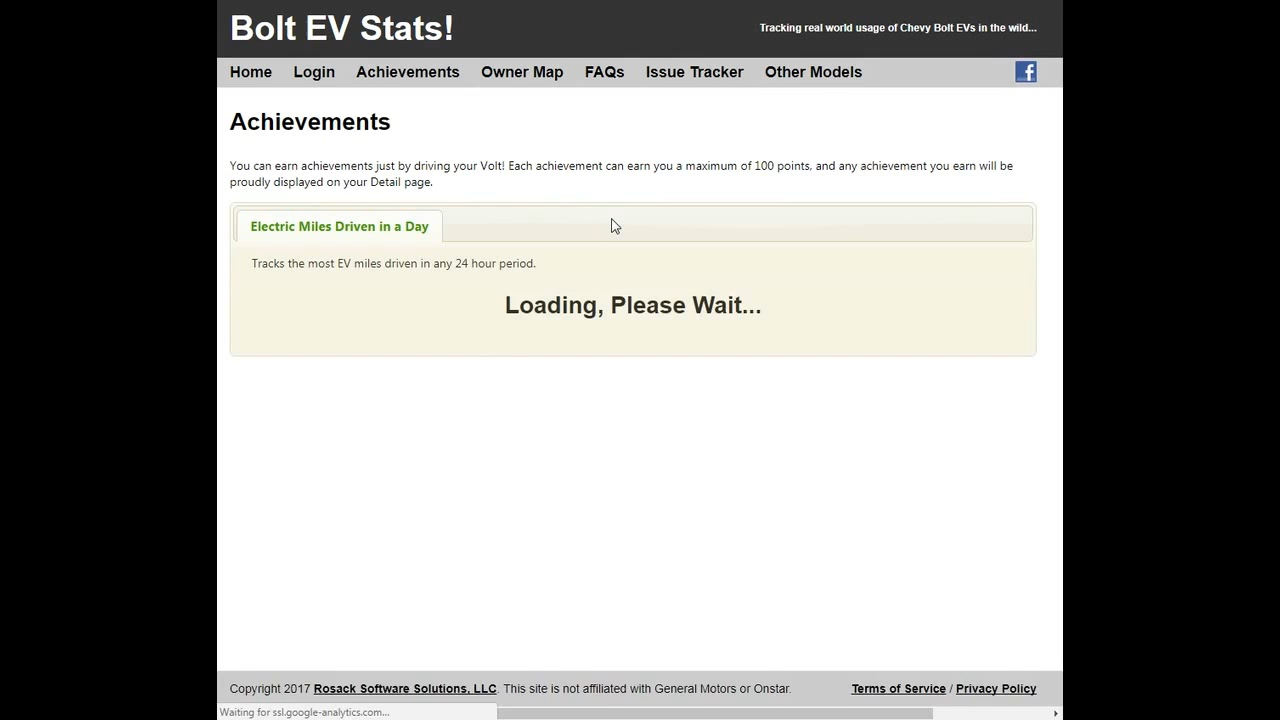 Bolt EV Stats!
Tracking real world usage of Chevy Bolt EVs in the wild...
Home Login Achievements Owner Map FAQs Issue Tracker Other Models
f
Achievements
You can earn achievements just by driving your Volt! Each achievement can earn you a maximum of 100 points, and any achievement you earn will be
proudly displayed on your Detail page.
Electric Miles Driven in a Day
Tracks the most EV miles driven in any 24 hour period.
Loading, Please Wait...
Copyright 2017 Rosack Software Solutions, LLC. This site is not affiliated with General Motors or Onstar. Terms of Service / Privacy Policy
Waiting for ssl.google-analytics.com...